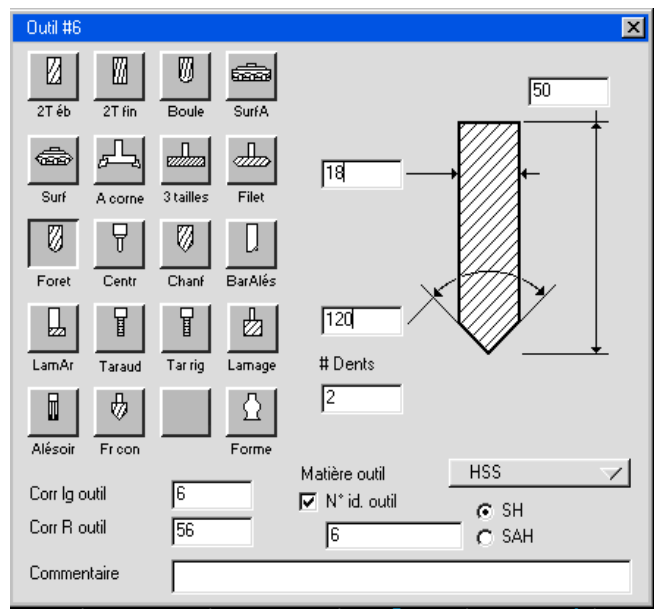 Outil #6
2T éb 2T fin Boule SurfA
50
Surf A corne 3 tailles Filet
18
Foret Centr Chanf BarAlés
120
LamAr Taraud Tar rig Lamage
# Dents
2
Alésoir Fr con Forme
Matière outil HSS
Corr lg outil 6
N° id. outil SH
Corr R outil 56
6 SAH
Commentaire